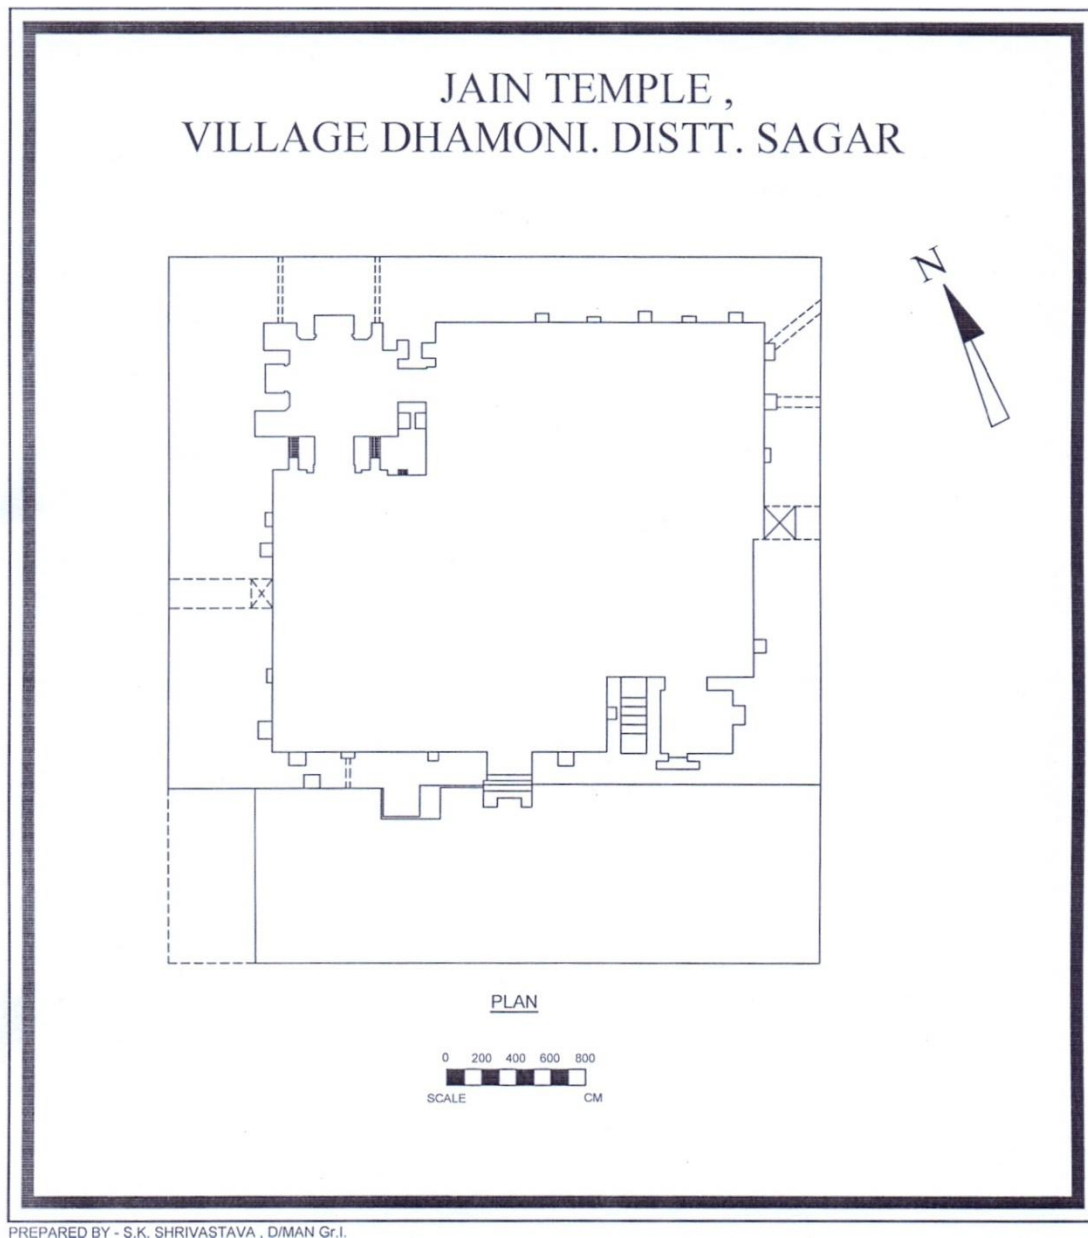 JAIN TEMPLE ,
VILLAGE DHAMONI. DISTT. SAGAR
N
PLAN
0 200 400 600 800
SCALE CM
PREPARED BY - S.K. SHRIVASTAVA , D/MAN Gr.I.